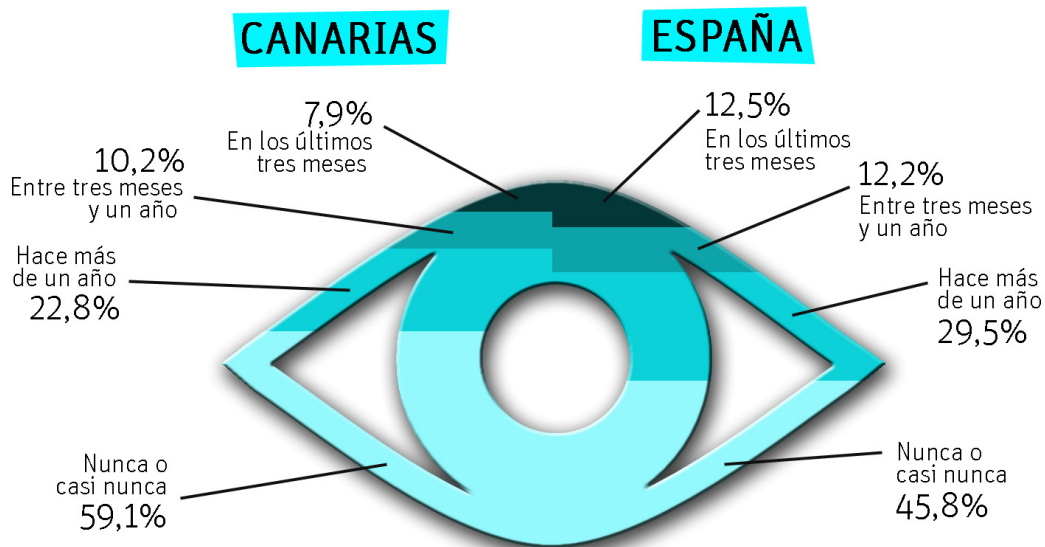 CANARIAS
7,9%
En los últimos
tres meses
10,2%
Entre tres meses
y un año
Hace más
de un año
22,8%
Nunca o
casi nunca
59,1%
ESPAÑA
12,5%
En los últimos
tres meses
12,2%
Entre tres meses
y un año
Hace más
de un año
29,5%
Nunca o
casi nunca
45,8%